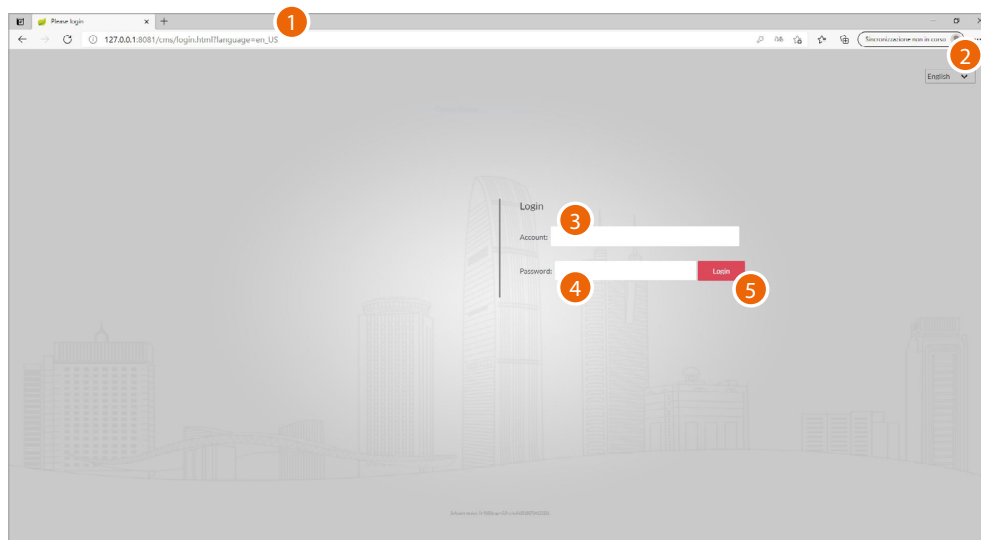 Please login
1
127.0.0.1:8081/cms/login.html?language=en_US
Sincronizzazione non in corso
2
English
Login
3
Account:
Password:
Login
4
5